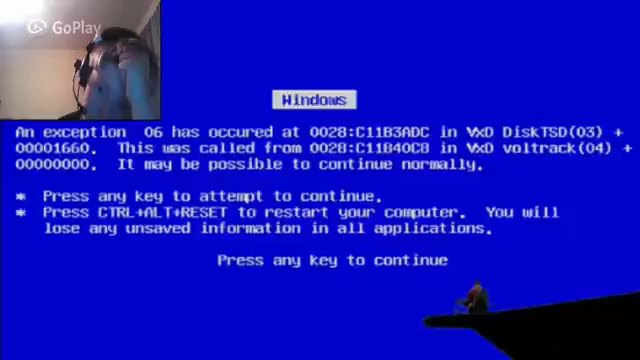 GoPlay
Windows
An exception 06 has occured at 0028:C11B3ADC in VxD DiskTSD(03) +
00001660. This was called from 0028:C11B40C8 in VxD voltrack(04) +
00000000. It may be possible to continue normally.
* Press any key to attempt to continue.
* Press CTRL+ALT+RESET to restart your computer. You will
lose any unsaved information in all applications.
Press any key to continue